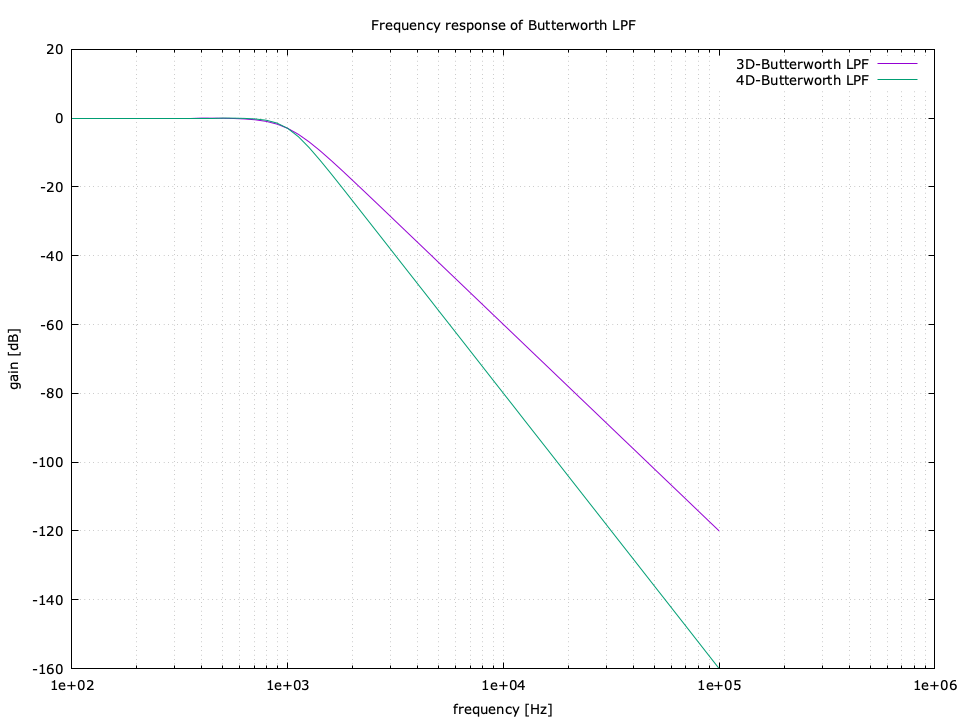 Frequency response of Butterworth LPF
3D-Butterworth LPF
4D-Butterworth LPF
20
0
-20
-40
-60
-80
-100
-120
-140
-160
gain [dB]
1e+02 1e+03 1e+04 1e+05 1e+06
frequency [Hz]